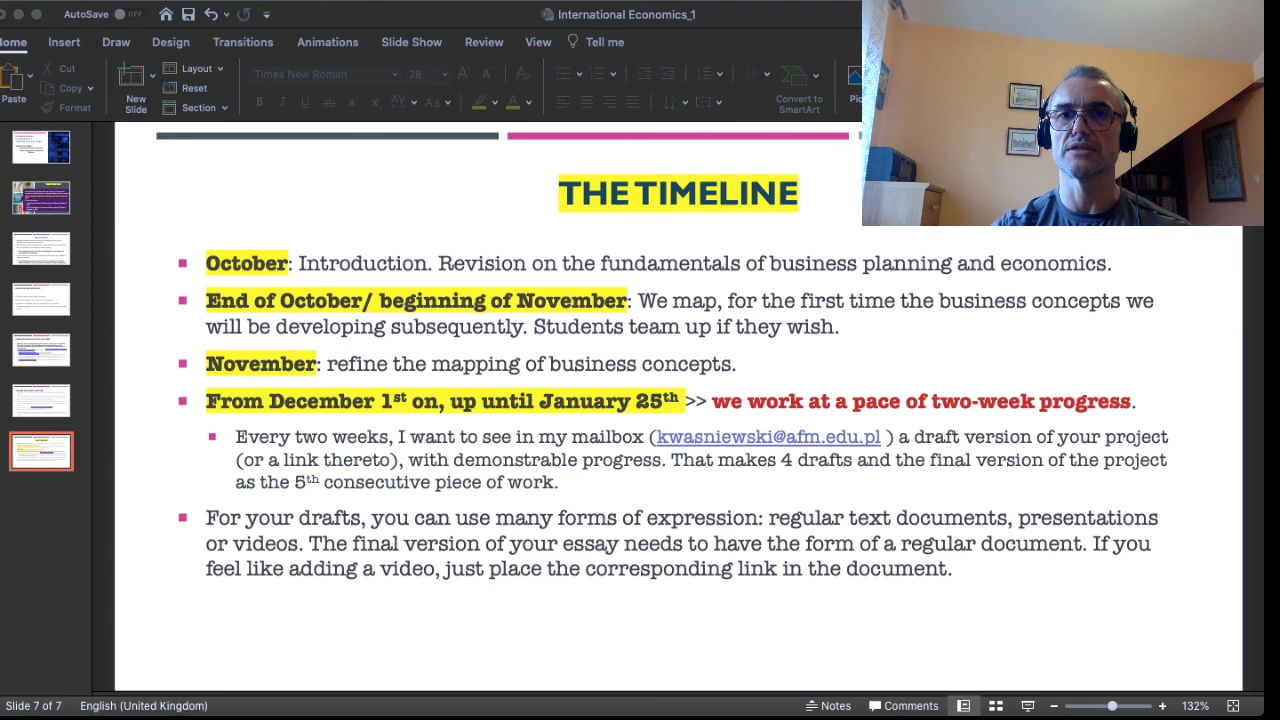 AutoSave OFF International Economics_1
Home Insert Draw Design Transitions Animations Slide Show Review View Tell me
Paste Cut Copy Format New Slide Layout Reset Section Times New Roman 28 Convert to SmartArt
THE TIMELINE
October: Introduction. Revision on the fundamentals of business planning and economics.
End of October/ beginning of November: We map, for the first time the business concepts we
will be developing subsequently. Students team up if they wish.
November: refine the mapping of business concepts.
From December 1st on, up until January 25th >> we work at a pace of two-week progress.
Every two weeks, I want to see in my mailbox (kwasniewski@afm.edu.pl ) a draft version of your project
(or a link thereto), with demonstrable progress. That makes 4 drafts and the final version of the project
as the 5th consecutive piece of work.
For your drafts, you can use many forms of expression: regular text documents, presentations
or videos. The final version of your essay needs to have the form of a regular document. If you
feel like adding a video, just place the corresponding link in the document.
Slide 7 of 7 English (United Kingdom) Notes Comments 132%